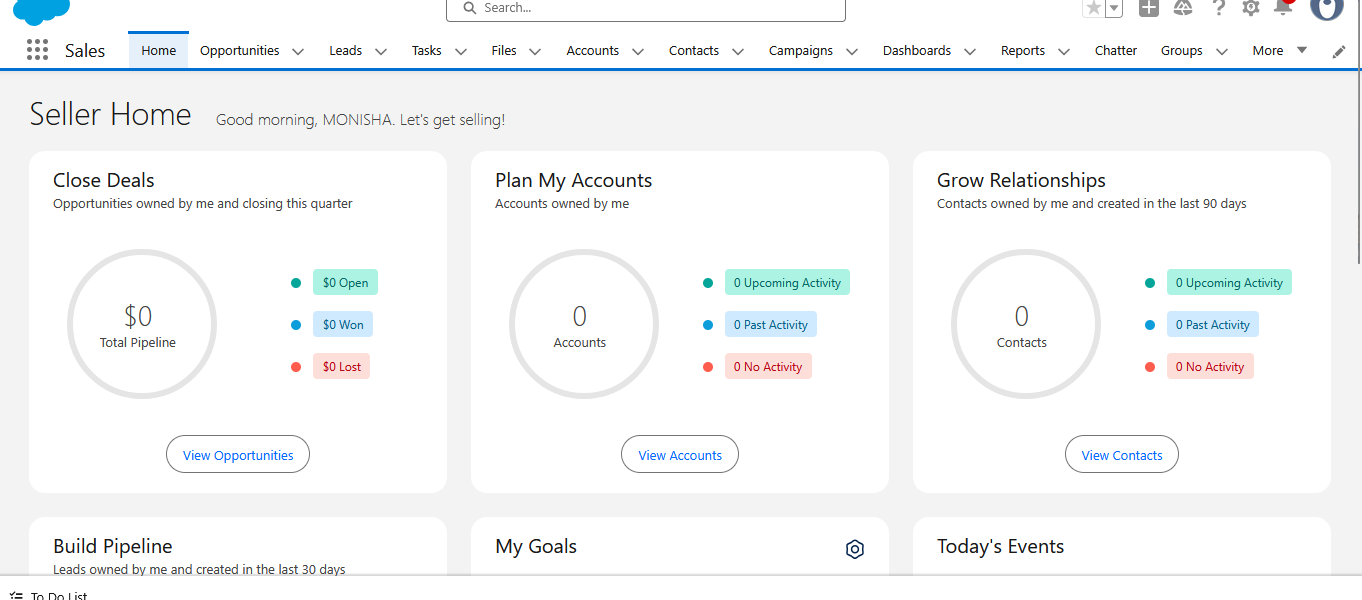 Search...
Sales Home Opportunities Leads Tasks Files Accounts Contacts Campaigns Dashboards Reports Chatter Groups More
Seller Home Good morning, MONISHA. Let's get selling!
Close Deals
Opportunities owned by me and closing this quarter
$0
Total Pipeline
$0 Open
$0 Won
$0 Lost
View Opportunities
Plan My Accounts
Accounts owned by me
0
Accounts
0 Upcoming Activity
0 Past Activity
0 No Activity
View Accounts
Grow Relationships
Contacts owned by me and created in the last 90 days
0
Contacts
0 Upcoming Activity
0 Past Activity
0 No Activity
View Contacts
Build Pipeline
Leads owned by me and created in the last 30 days
My Goals
Today's Events
To Do List